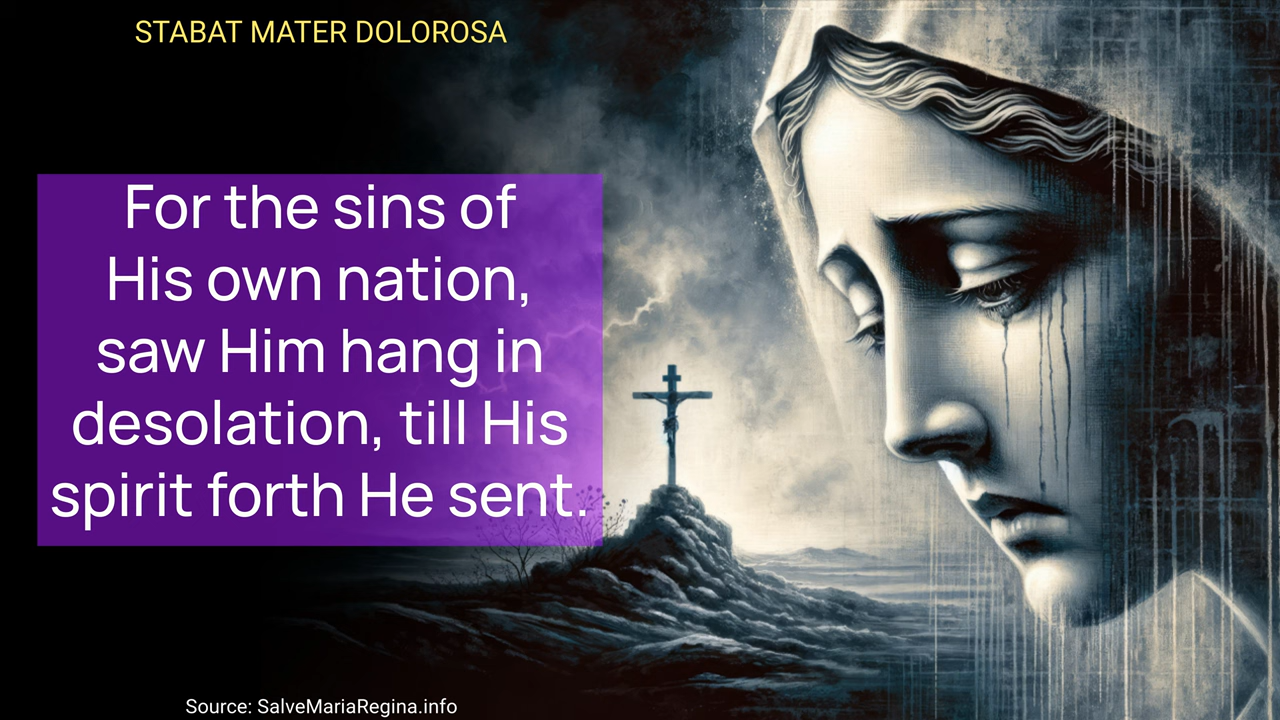 STABAT MATER DOLOROSA
For the sins of
His own nation,
saw Him hang in
desolation, till His
spirit forth He sent.
Source: SalveMariaRegina.info